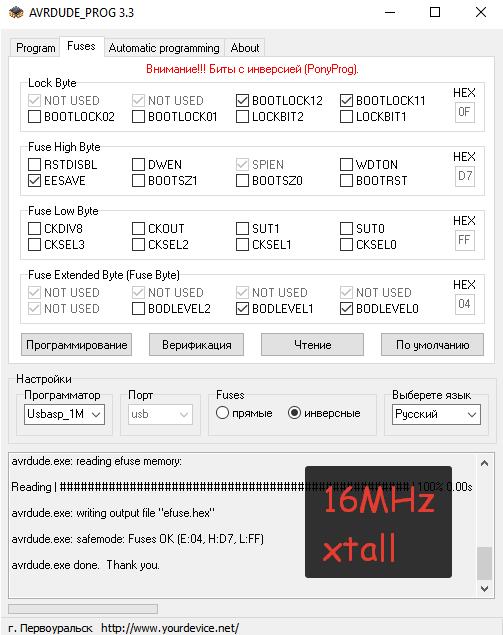 AVRDUDE_PROG 3.3
Program Fuses Automatic programming About
Внимание!!! Биты с инверсией (PonyProg).
Lock Byte
HEX
NOT USED NOT USED BOOTLOCK12 BOOTLOCK11
BOOTLOCK02 BOOTLOCK01 LOCKBIT2 LOCKBIT1
0F
Fuse High Byte
HEX
RSTDISBL DWEN SPIEN WDTON
EESAVE BOOTSZ1 BOOTSZ0 BOOTRST
D7
Fuse Low Byte
HEX
CKDIV8 CKOUT SUT1 SUT0
CKSEL3 CKSEL2 CKSEL1 CKSEL0
FF
Fuse Extended Byte (Fuse Byte)
HEX
NOT USED NOT USED NOT USED NOT USED
NOT USED BODLEVEL2 BODLEVEL1 BODLEVEL0
04
Программирование Верификация Чтение По умолчанию
Настройки
Программатор Порт Fuses Выберете язык
Usbasp_1M usb прямые инверсные Русский
avrdude.exe: reading efuse memory:
Reading | ################################################## | 100% 0.00s
avrdude.exe: writing output file "efuse.hex"
avrdude.exe: safemode: Fuses OK (E:04, H:D7, L:FF)
avrdude.exe done. Thank you.
16MHz
xtall
г. Первоуральск http://www.yourdevice.net/